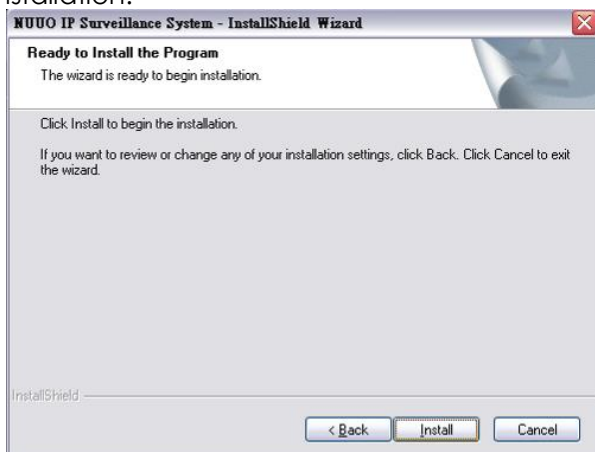 istallation.
NUUO IP Surveillance System - InstallShield Wizard
Ready to Install the Program
The wizard is ready to begin installation.
Click Install to begin the installation.
If you want to review or change any of your installation settings, click Back. Click Cancel to exit
the wizard.
InstallShield
< Back Install Cancel